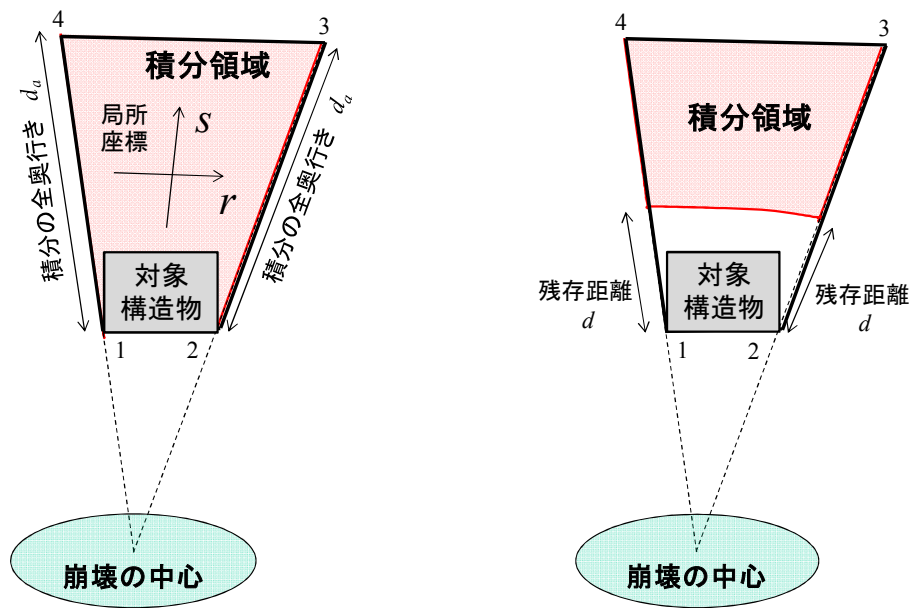 4
3
積分領域
局所
座標
s
r
積分の全奥行き d_a
積分の全奥行き d_a
対象
構造物
1
2
崩壊の中心
4
3
積分領域
残存距離
d
残存距離
d
対象
構造物
1
2
崩壊の中心